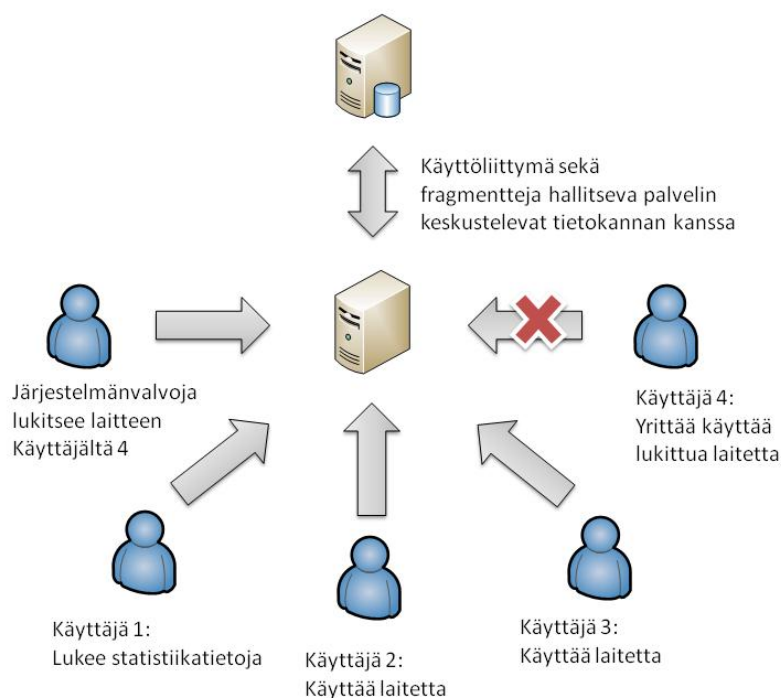 Käyttöliittymä sekä
fragmentteja hallitseva palvelin
keskustelevat tietokannan kanssa
Järjestelmänvalvoja
lukitsee laitteen
Käyttäjältä 4
Käyttäjä 4:
Yrittää käyttää
lukittua laitetta
Käyttäjä 1:
Lukee statistiikatietoja
Käyttäjä 2:
Käyttää laitetta
Käyttäjä 3:
Käyttää laitetta